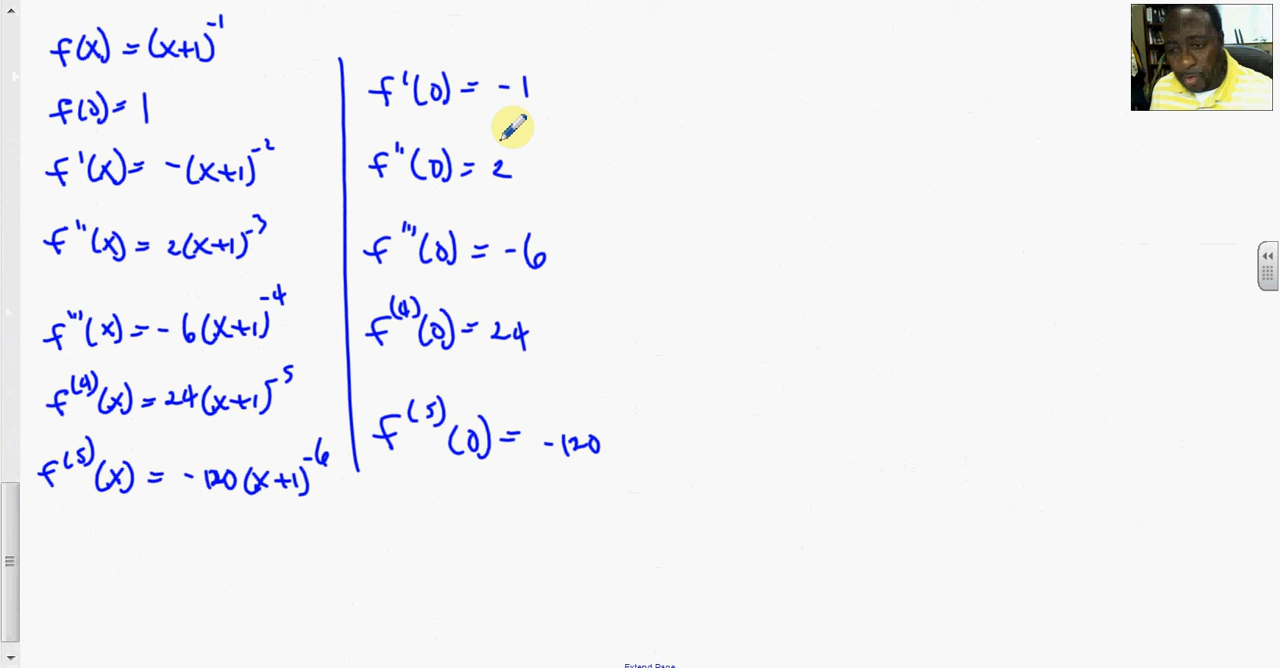 f(x) = (x+1)^-1
f(0) = 1
f'(x) = -(x+1)^-2
f''(x) = 2(x+1)^-3
f'''(x) = -6(x+1)^-4
f^(4)(x) = 24(x+1)^-5
f^(5)(x) = -120(x+1)^-6
f'(0) = -1
f''(0) = 2
f'''(0) = -6
f^(4)(0) = 24
f^(5)(0) = -120
Extend Page